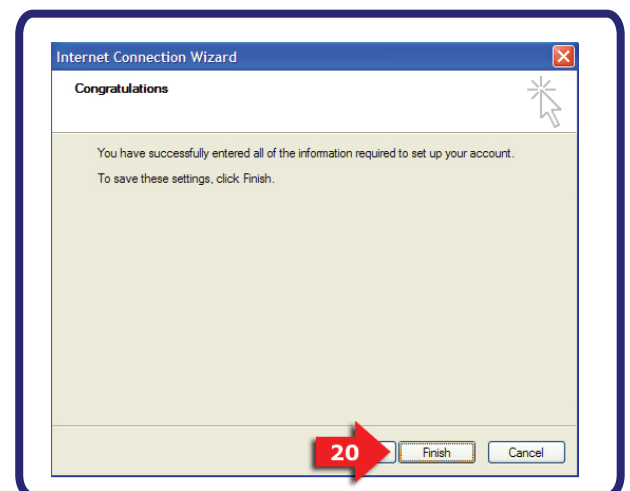 Internet Connection Wizard
Congratulations
You have successfully entered all of the information required to set up your account.
To save these settings, click Finish.
20
Finish
Cancel